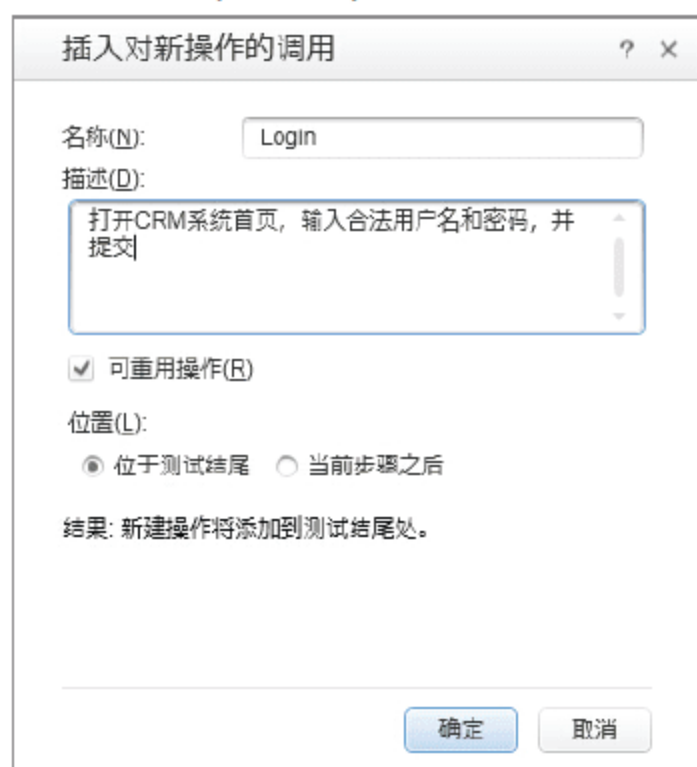 插入对新操作的调用 ? ×
名称(N): Login
描述(D):
打开CRM系统首页，输入合法用户名和密码，并
提交
可重用操作(R)
位置(L):
位于测试结尾 当前步骤之后
结果: 新建操作将添加到测试结尾处。
确定 取消